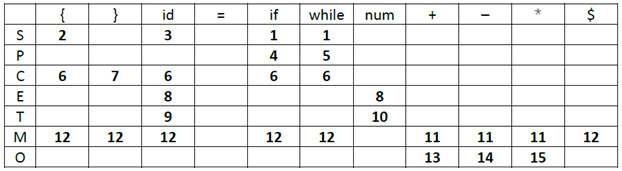 { } id = if while num + – * $
S 2 3 1 1
P 4 5
C 6 7 6 6 6
E 8 8
T 9 10
M 12 12 12 12 12 11 11 11 12
O 13 14 15